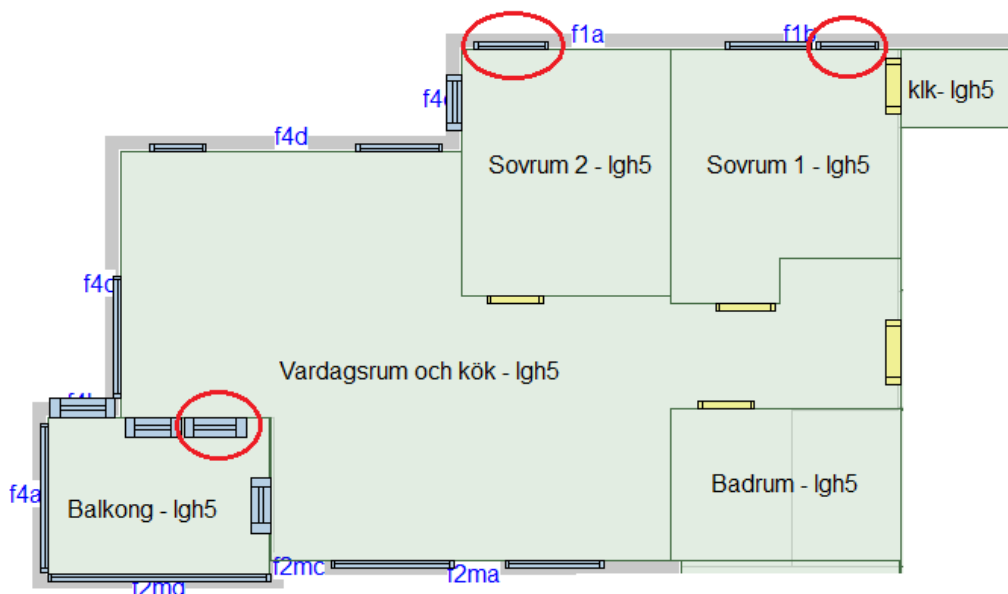 f1a
f1b
klk- lgh5
f4d
Sovrum 2 - lgh5
Sovrum 1 - lgh5
f4c
Vardagsrum och kök - lgh5
f4a
Balkong - lgh5
Badrum - lgh5
f2mc
f2ma
f2md